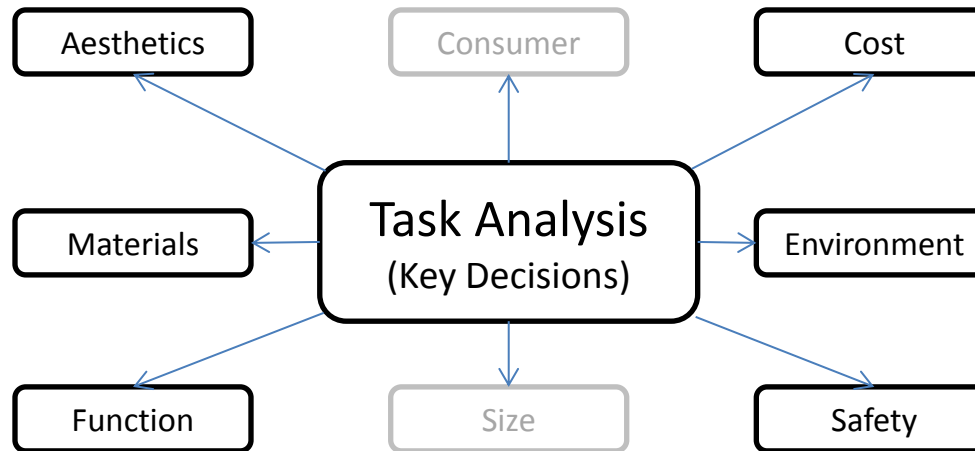 Aesthetics
Consumer
Cost
Task Analysis
(Key Decisions)
Materials
Environment
Function
Size
Safety